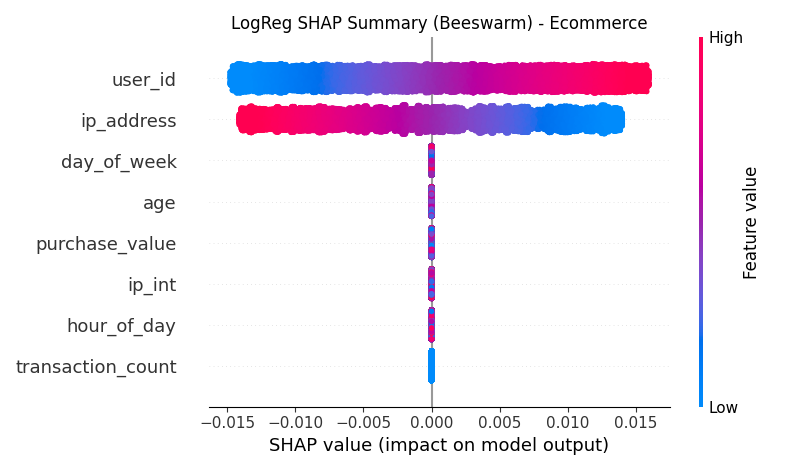 LogReg SHAP Summary (Beeswarm) - Ecommerce
High
user_id
ip_address
day_of_week
age
purchase_value
ip_int
hour_of_day
transaction_count
Feature value
Low
−0.015 −0.010 −0.005 0.000 0.005 0.010 0.015
SHAP value (impact on model output)